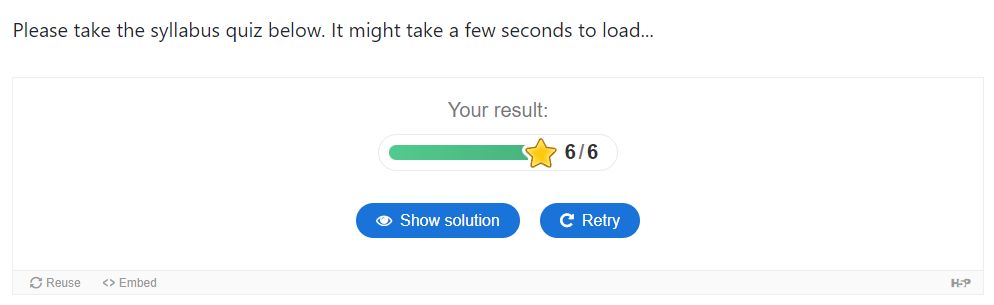 Please take the syllabus quiz below. It might take a few seconds to load...
Your result:
6/6
Show solution
Retry
Reuse
<> Embed
H-P